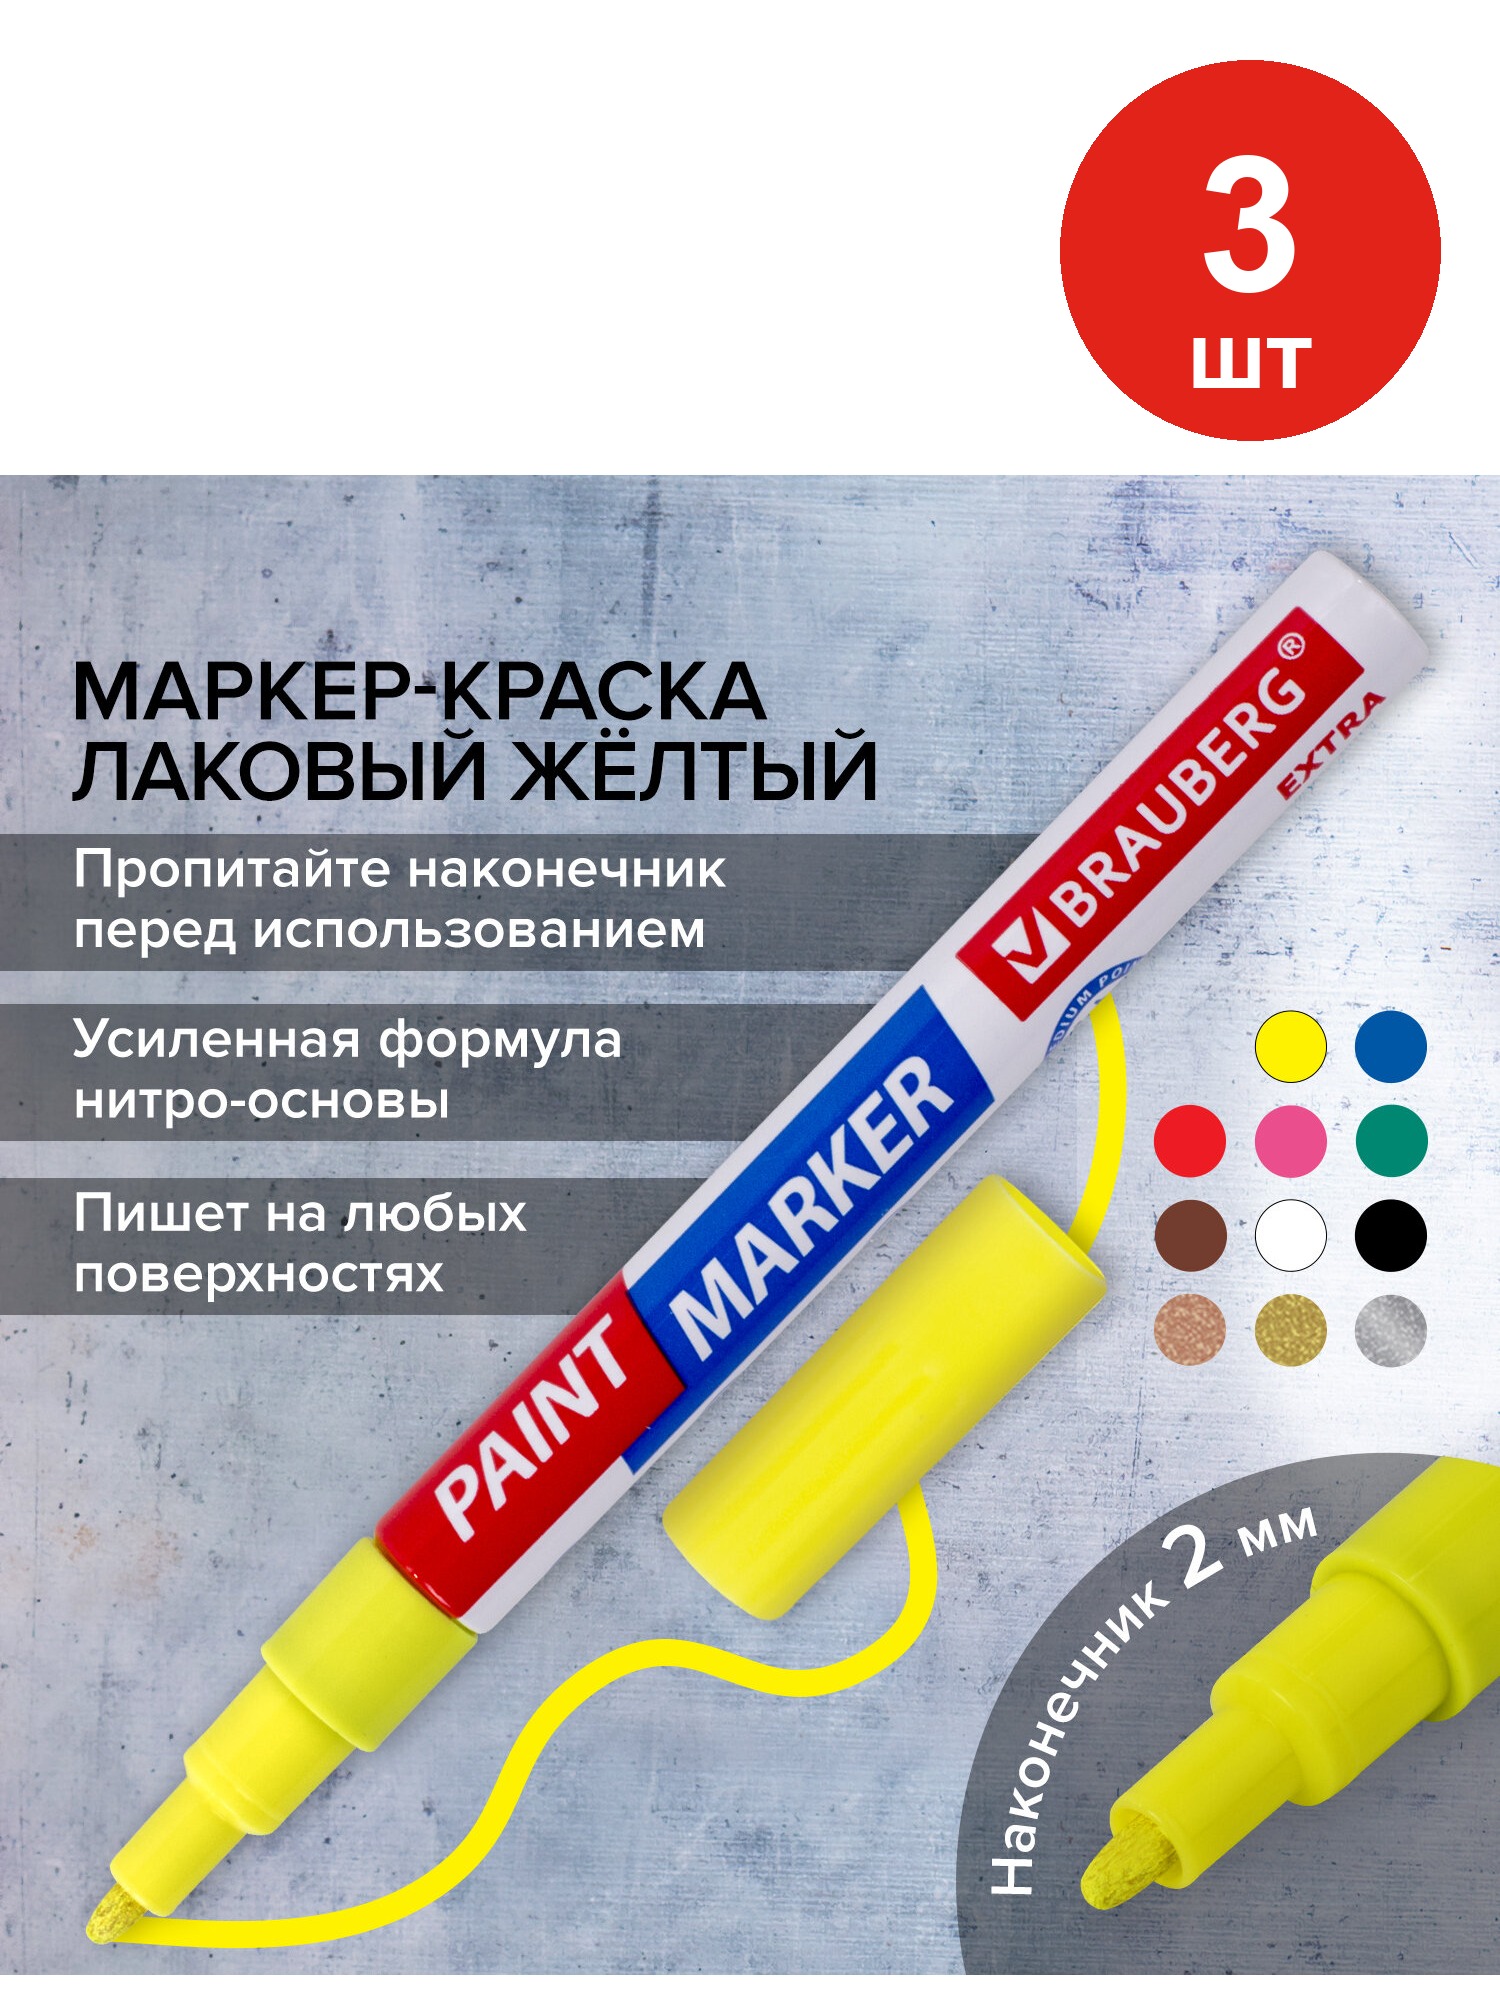 3
шт
МАРКЕР-КРАСКА
ЛАКОВЫЙ ЖЁЛТЫЙ
Пропитайте наконечник
перед использованием
Усиленная формула
нитро-основы
Пишет на любых
поверхностях
BRAUBERG®
EXTRA
PAINT MARKER
Наконечник 2 мм